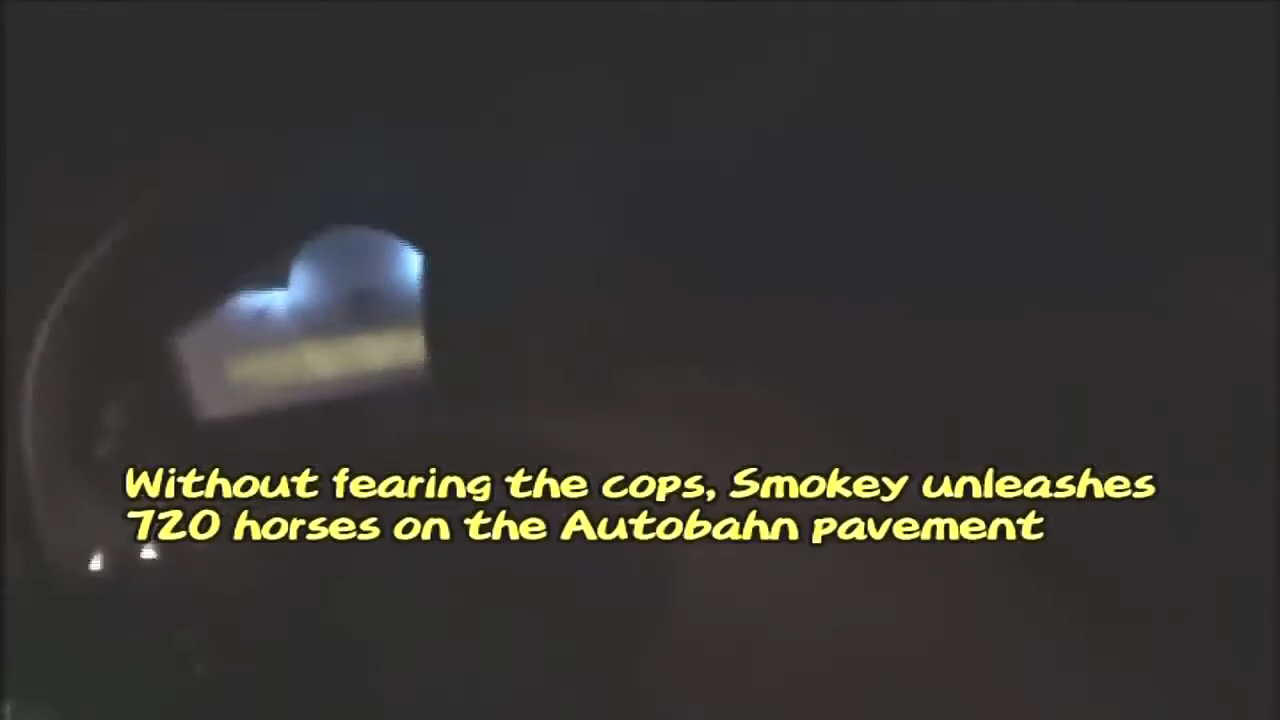 Without fearing the cops, Smokey unleashes
720 horses on the Autobahn pavement